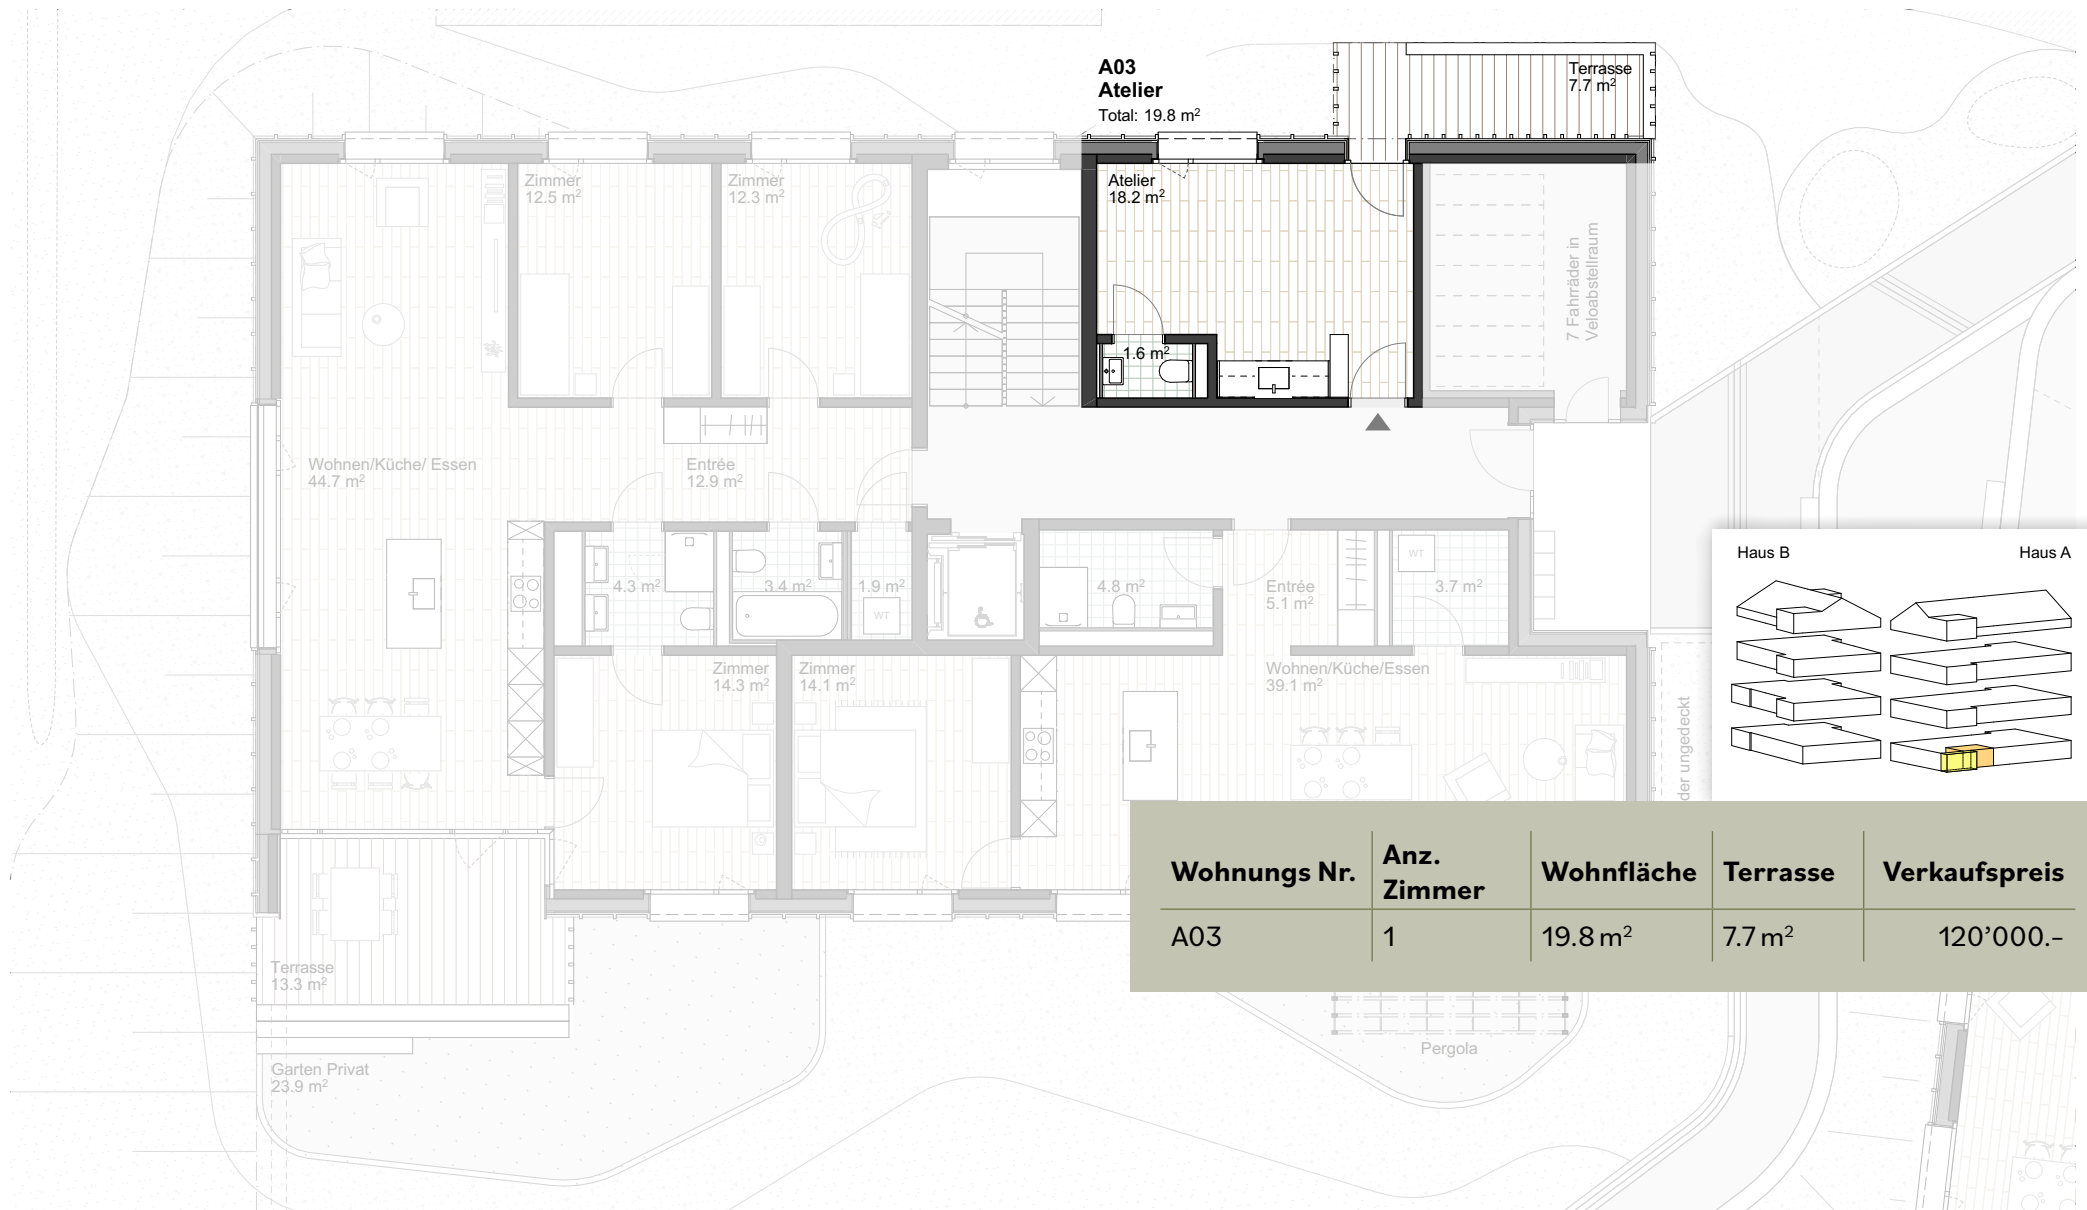 A03
Atelier
Total: 19.8 m²
Terrasse
7.7 m²
Zimmer
12.5 m²
Zimmer
12.3 m²
Atelier
18.2 m²
7 Fahrräder in
Veloabstellraum
1.6 m²
Wohnen/Küche/ Essen
44.7 m²
Entrée
12.9 m²
4.3 m²
3.4 m²
1.9 m²
WT
4.8 m²
Entrée
5.1 m²
WT
3.7 m²
Zimmer
14.3 m²
Zimmer
14.1 m²
Wohnen/Küche/Essen
39.1 m²
der ungedeckt
Haus B
Haus A
Wohnungs Nr.
Anz.
Zimmer
Wohnfläche
Terrasse
Verkaufspreis
A03
1
19.8 m²
7.7 m²
120’000.–
Terrasse
13.3 m²
Garten Privat
23.9 m²
Pergola